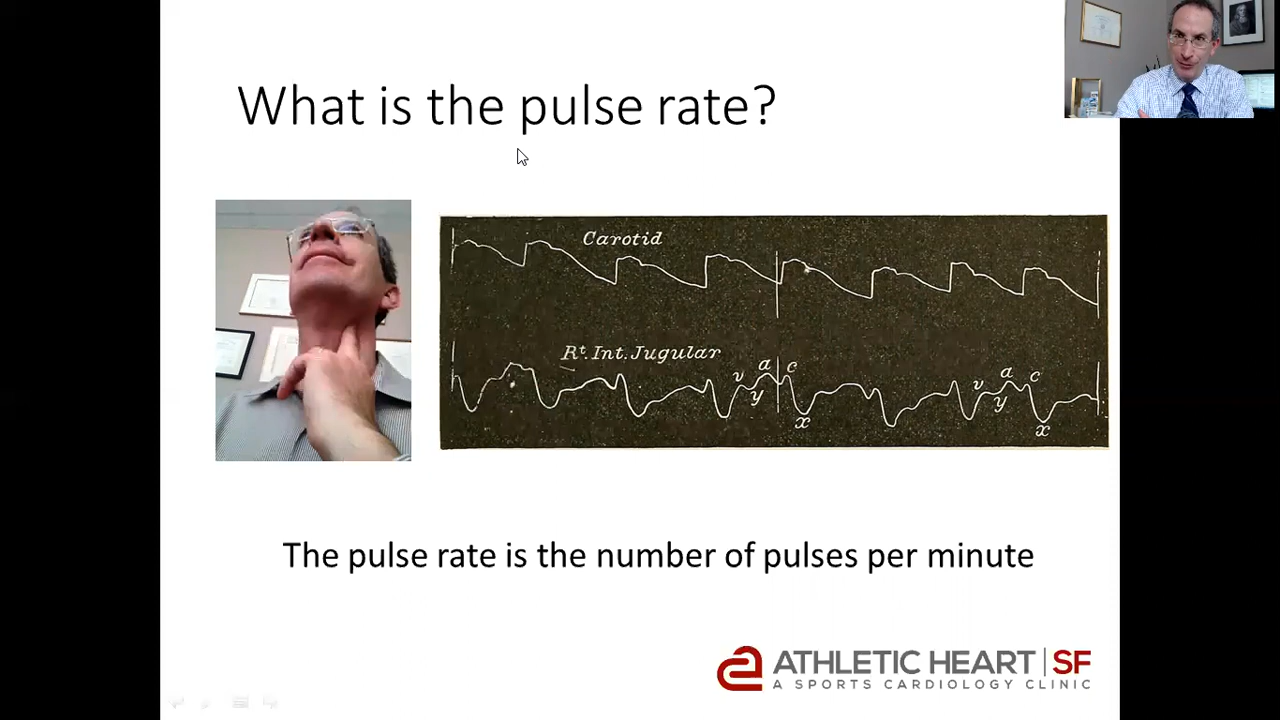 What is the pulse rate?
Carotid
Rt. Int. Jugular
v
a
c
y
x
v
a
c
y
x
The pulse rate is the number of pulses per minute
ATHLETIC HEART | SF
A SPORTS CARDIOLOGY CLINIC